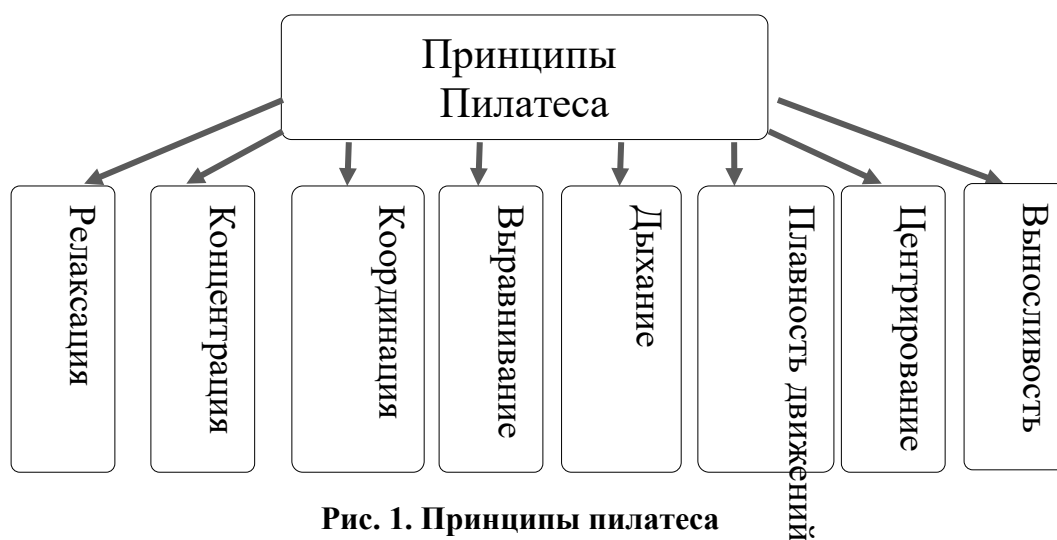 Принципы
Пилатеса
Релаксация
Концентрация
Координация
Выравнивание
Дыхание
Плавность движений
Центрирование
Выносливость
Рис. 1. Принципы пилатеса